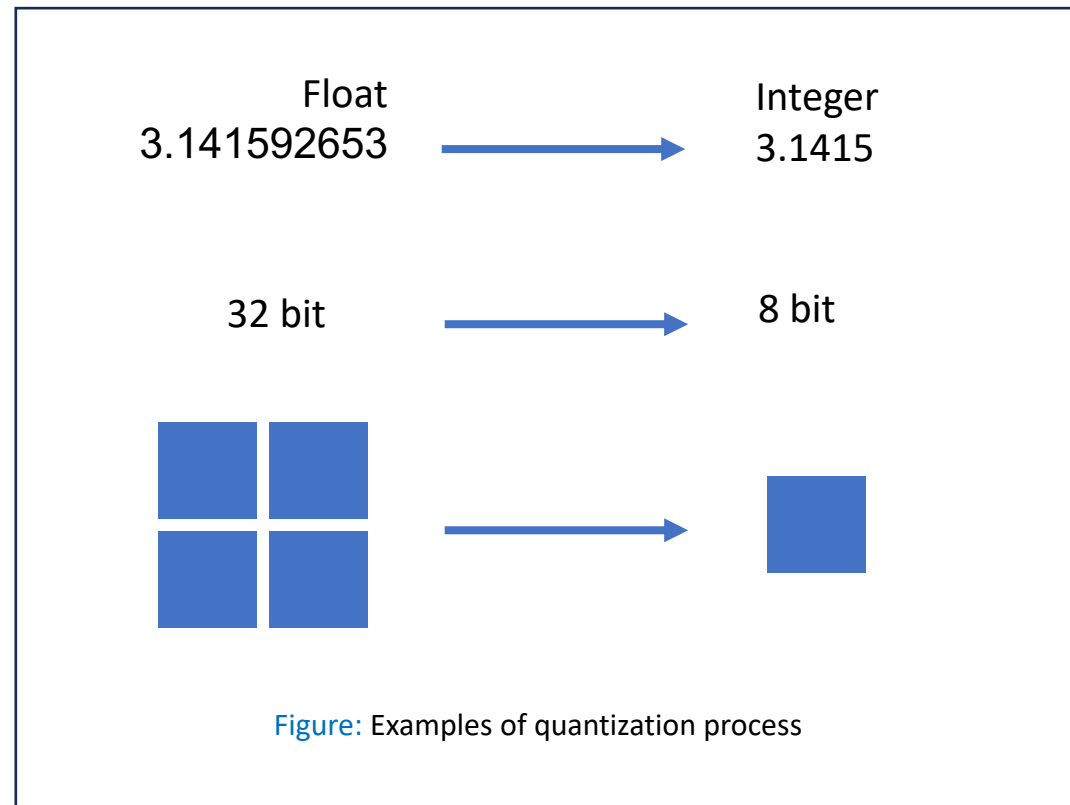 Float
3.141592653
Integer
3.1415
32 bit
8 bit
Figure: Examples of quantization process